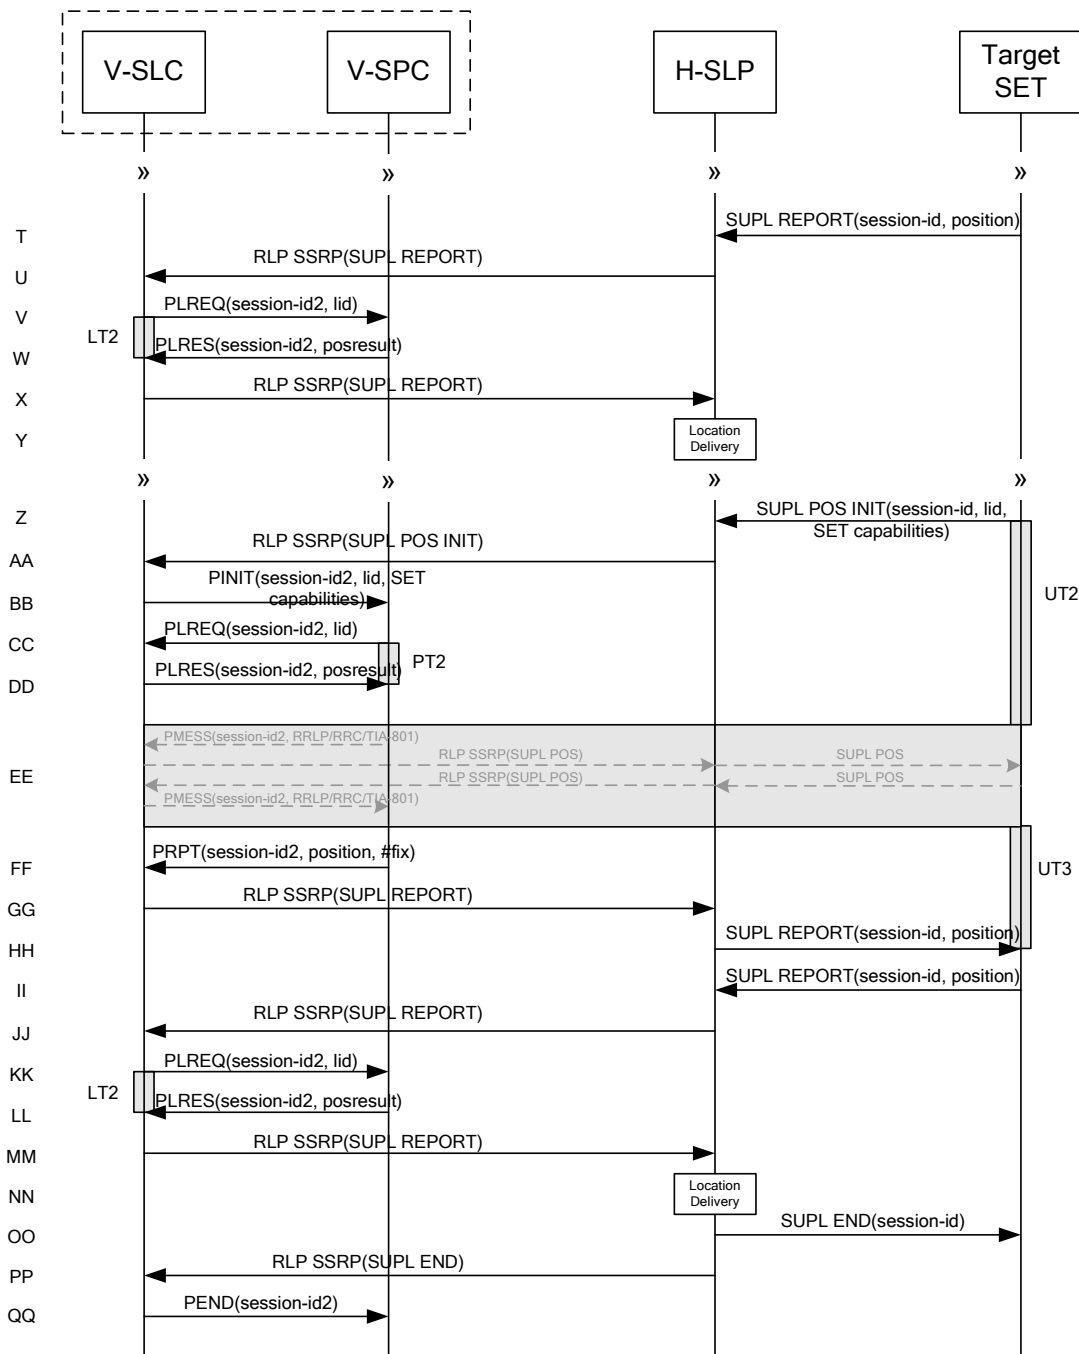 V-SLC
V-SPC
H-SLP
Target
SET
»
»
»
»
T
SUPL REPORT(session-id, position)
U
RLP SSRP(SUPL REPORT)
V
PLREQ(session-id2, lid)
LT2
W
PLRES(session-id2, posresult)
X
RLP SSRP(SUPL REPORT)
Y
Location
Delivery
»
»
»
»
Z
SUPL POS INIT(session-id, lid,
SET capabilities)
AA
RLP SSRP(SUPL POS INIT)
BB
PINIT(session-id2, lid, SET
capabilities)
UT2
CC
PLREQ(session-id2, lid)
PT2
DD
PLRES(session-id2, posresult)
EE
PMESS(session-id2, RRLP/RRC/TIA-801)
RLP SSRP(SUPL POS)
SUPL POS
RLP SSRP(SUPL POS)
SUPL POS
PMESS(session-id2, RRLP/RRC/TIA-801)
FF
PRPT(session-id2, position, #fix)
UT3
GG
RLP SSRP(SUPL REPORT)
HH
SUPL REPORT(session-id, position)
II
SUPL REPORT(session-id, position)
JJ
RLP SSRP(SUPL REPORT)
KK
PLREQ(session-id2, lid)
LT2
LL
PLRES(session-id2, posresult)
MM
RLP SSRP(SUPL REPORT)
NN
Location
Delivery
OO
SUPL END(session-id)
PP
RLP SSRP(SUPL END)
QQ
PEND(session-id2)